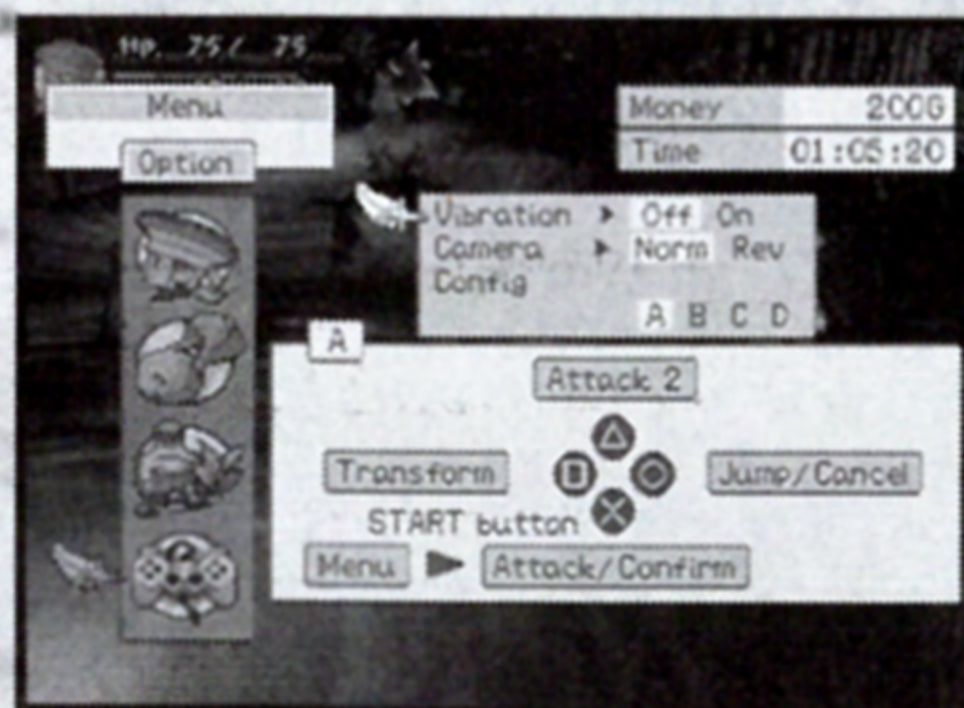 Hp. 75 / 75
Menu
Money 200G
Time 01:05:20
Option
Vibration Off On
Camera Norm Rev
Config
A B C D
A
Attack 2
Transform
Jump/Cancel
START button
Menu Attack/Confirm